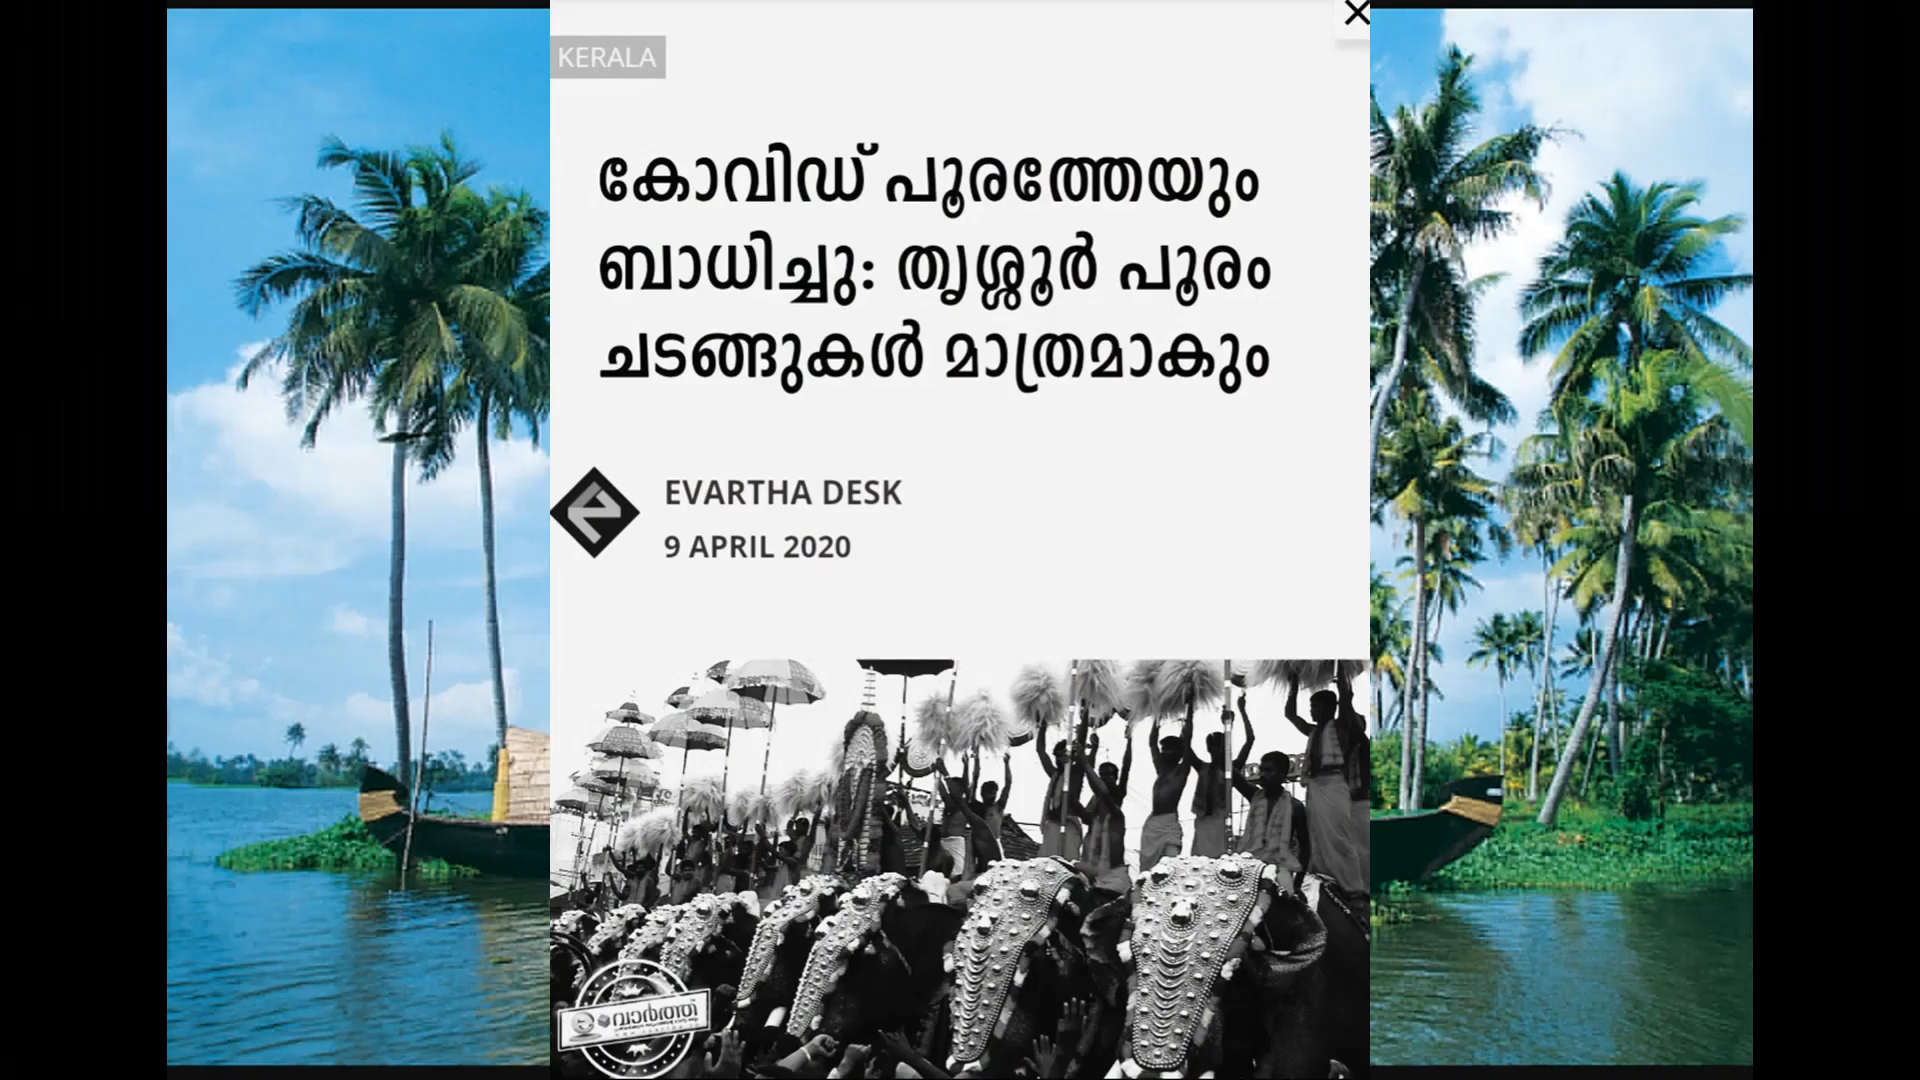 KERALA
കോവിഡ് പൂരത്തേയും
ബാധിച്ചു: തൃശ്ശൂർ പൂരം
ചടങ്ങുകൾ മാത്രമാകും
EVARTHA DESK
9 APRIL 2020
വാർത്ത